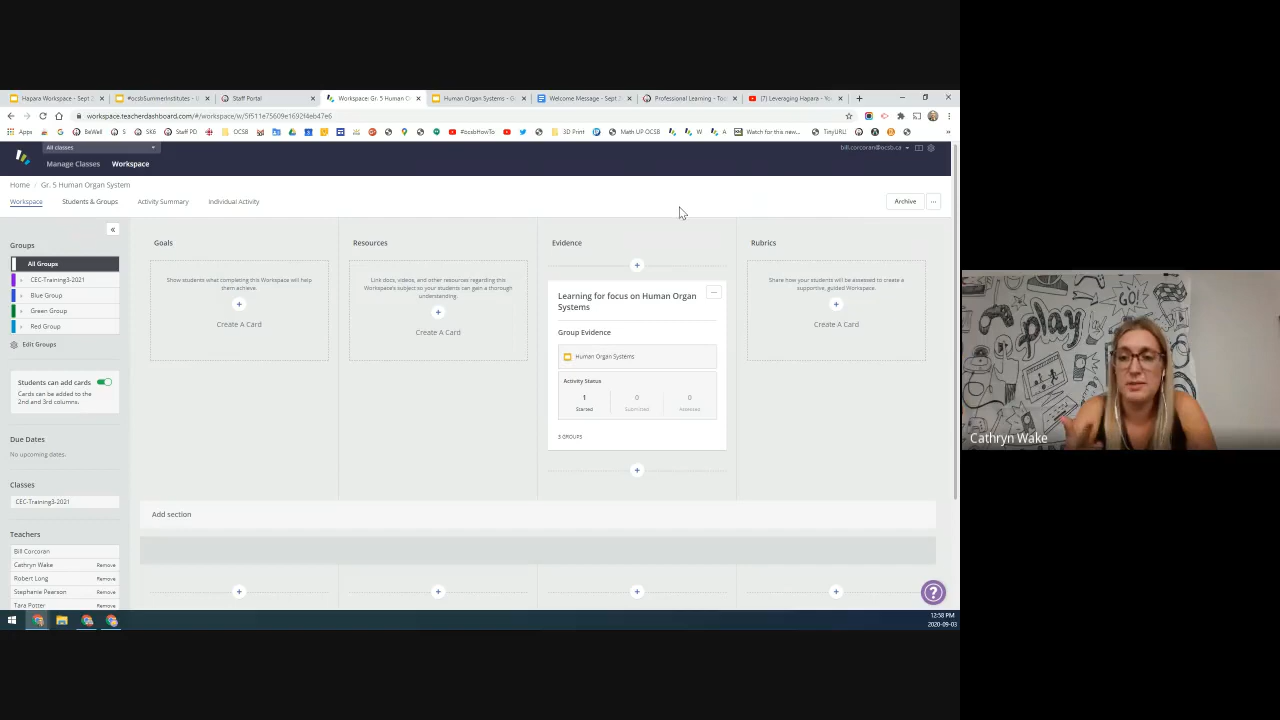 Hapara Workspace - Sept 2
#ocsbSummerInstitutes - B
Staff Portal
Workspace: Gr. 5 Human O
Human Organ Systems - G
Welcome Message - Sept
Professional Learning - To
(7) Leveraging Hapara - Yo
workspace.teacherdashboard.com/#/workspace/w/5f511e75609e1692f4eb47e6
Apps
G
BeWell
S
SK6
Staff PD
OCSB
#ocsbHowTo
3D Print
Math UP OCSB
W
A
Watch for this new...
TinyURL!
All classes
bill.corcoran@ocsb.ca
Manage Classes
Workspace
Home / Gr. 5 Human Organ System
Workspace
Students & Groups
Activity Summary
Individual Activity
Archive
Groups
All Groups
CEC-Training3-2021
Blue Group
Green Group
Red Group
Edit Groups
Students can add cards
Cards can be added to the
2nd and 3rd columns.
Due Dates
No upcoming dates.
Classes
CEC-Training3-2021
Teachers
Bill Corcoran
Cathryn Wake Remove
Robert Long Remove
Stephanie Pearson Remove
Tara Potter Remove
Goals
Show students what completing this Workspace will help
them achieve.
Create A Card
Resources
Link docs, videos, and other resources regarding this
Workspace's subject so your students can gain a thorough
understanding.
Create A Card
Evidence
Learning for focus on Human Organ
Systems
Group Evidence
Human Organ Systems
Activity Status
1 0 0
Started Submitted Assessed
3 GROUPS
Rubrics
Share how your students will be assessed to create a
supportive, guided Workspace.
Create A Card
Add section
?
12:58 PM
2020-09-03
play
GO!
Cathryn Wake